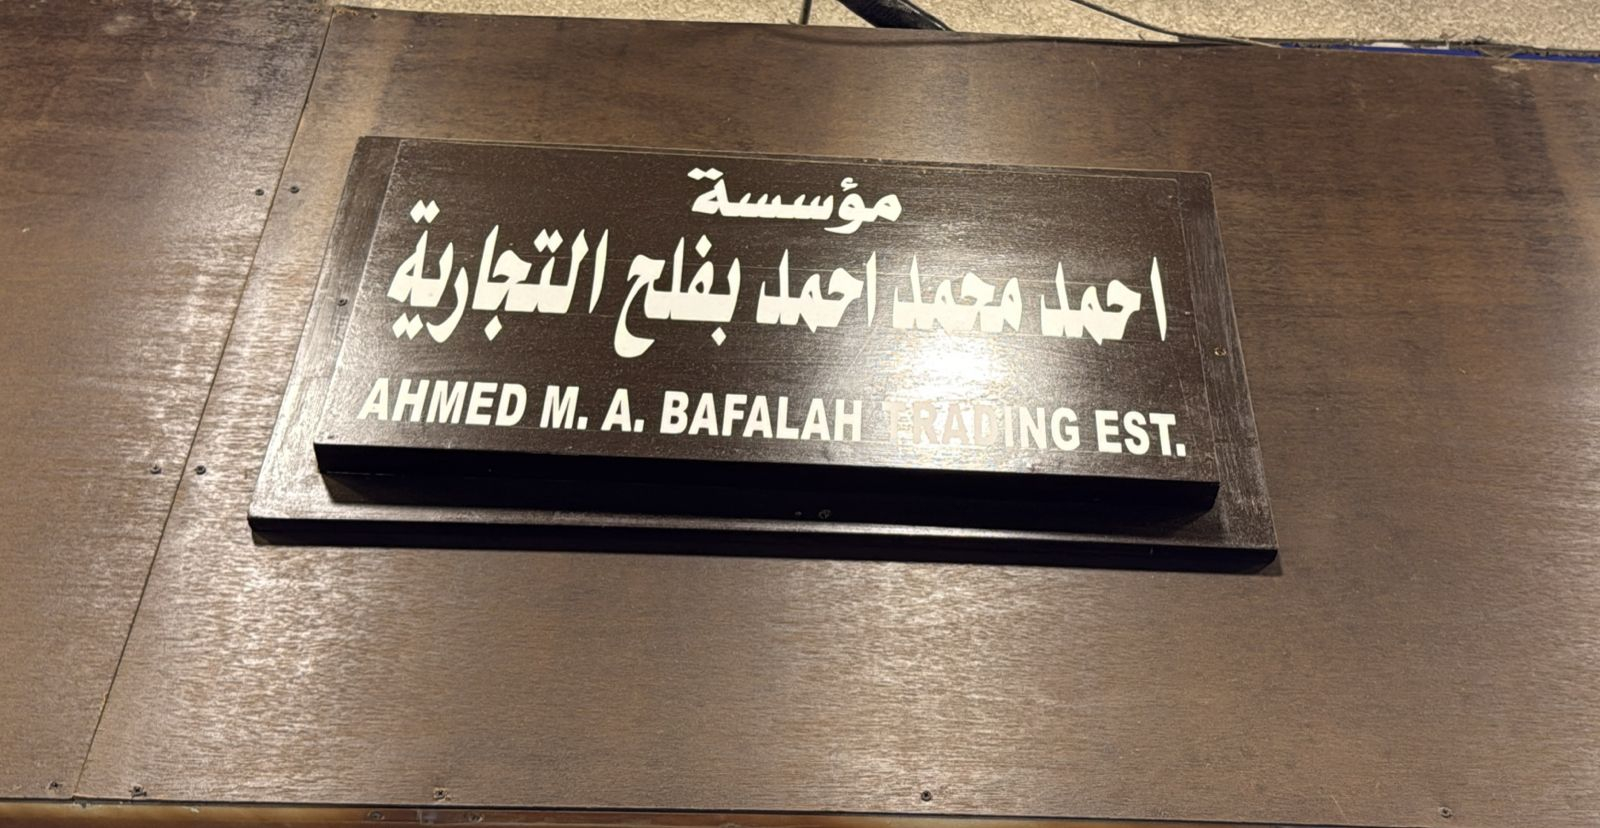 مؤسسة
احمد محمد احمد بفلح التجارية
AHMED M. A. BAFALAH TRADING EST.